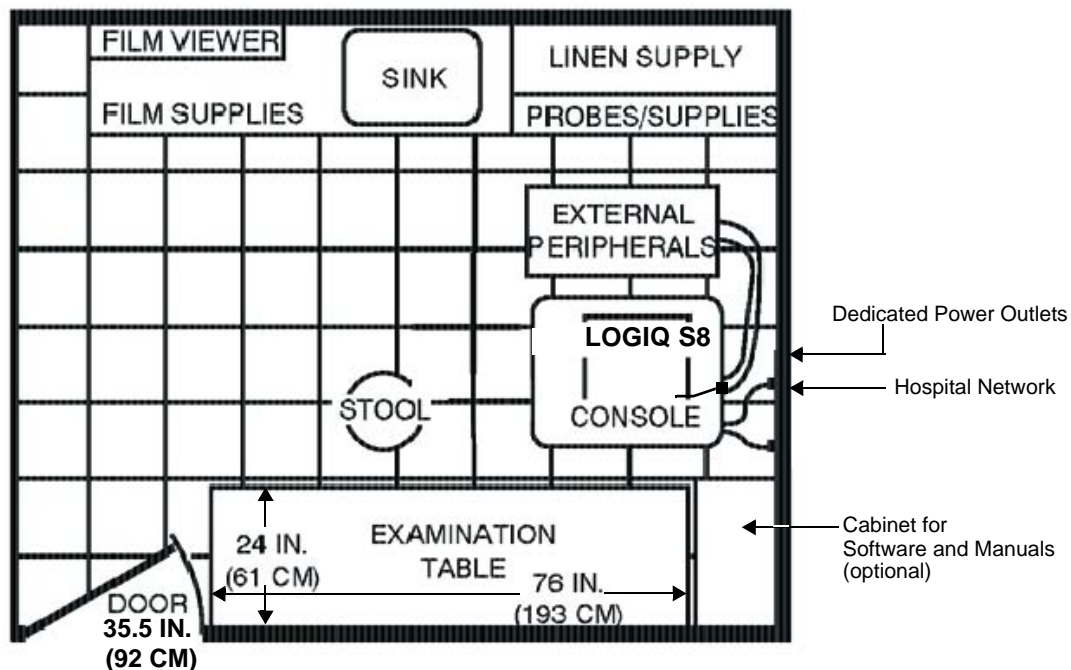 FILM VIEWER
SINK
LINEN SUPPLY
FILM SUPPLIES
PROBES/SUPPLIES
EXTERNAL
PERIPHERALS
LOGIQ S8
CONSOLE
STOOL
Dedicated Power Outlets
Hospital Network
Cabinet for
Software and Manuals
(optional)
24 IN.
(61 CM)
EXAMINATION
TABLE
76 IN.
(193 CM)
DOOR
35.5 IN.
(92 CM)